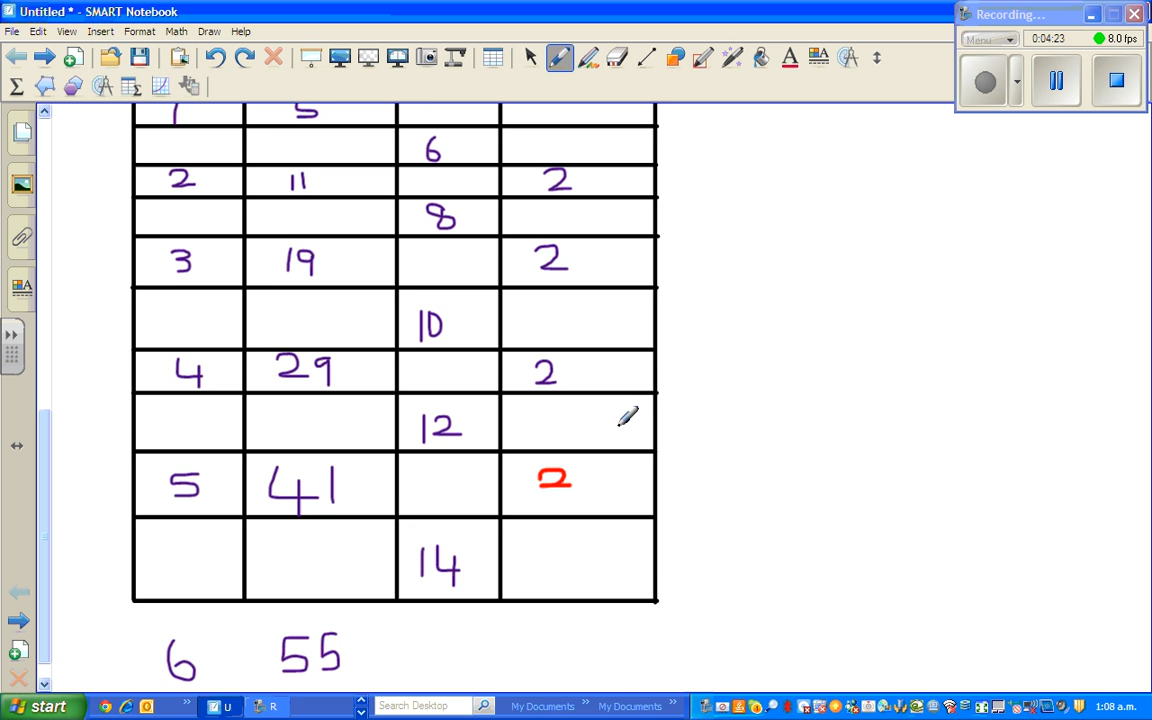 Untitled * - SMART Notebook
Recording...
File Edit View Insert Format Math Draw Help
Menu 0:04:23 8.0 fps
1 5
6
2 11 2
8
3 19 2
10
4 29 2
12
5 41 2
14
6 55
start U R Search Desktop My Documents My Documents 1:08 a.m.